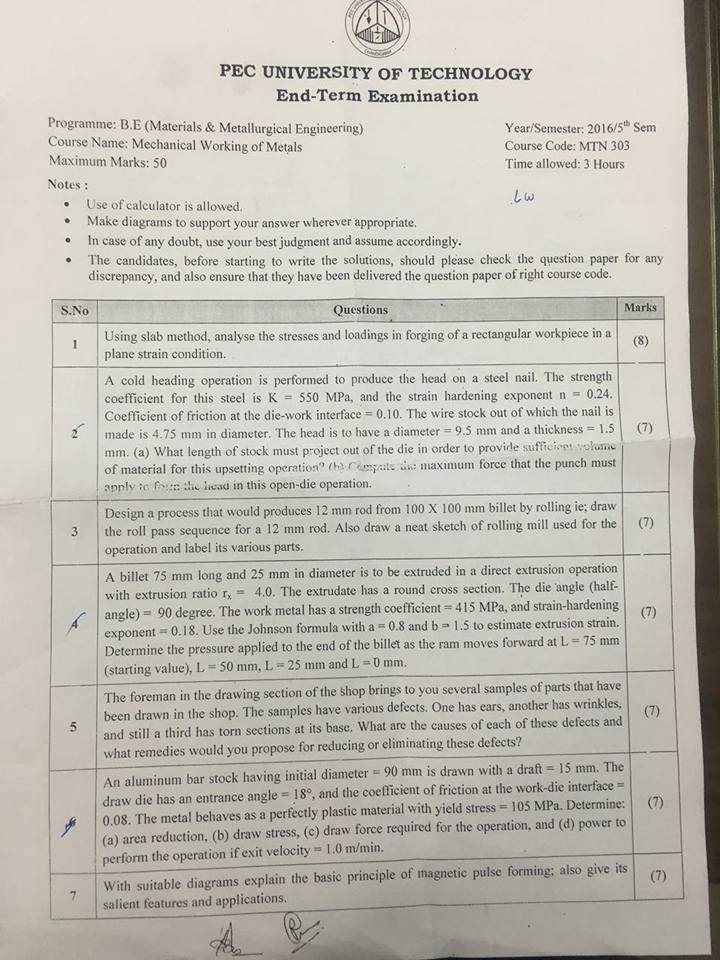 PEC UNIVERSITY OF TECHNOLOGY
End-Term Examination
Programme: B.E (Materials & Metallurgical Engineering)
Year/Semester: 2016/5th Sem
Course Name: Mechanical Working of Metals
Course Code: MTN 303
Maximum Marks: 50
Time allowed: 3 Hours
Notes :
LW
• Use of calculator is allowed.
• Make diagrams to support your answer wherever appropriate.
• In case of any doubt, use your best judgment and assume accordingly.
• The candidates, before starting to write the solutions, should please check the question paper for any
discrepancy, and also ensure that they have been delivered the question paper of right course code.
S.No Questions Marks
1 Using slab method, analyse the stresses and loadings in forging of a rectangular workpiece in a
plane strain condition. (8)
A cold heading operation is performed to produce the head on a steel nail. The strength
coefficient for this steel is K = 550 MPa, and the strain hardening exponent n = 0.24.
Coefficient of friction at the die-work interface = 0.10. The wire stock out of which the nail is
2 made is 4.75 mm in diameter. The head is to have a diameter = 9.5 mm and a thickness = 1.5 (7)
mm. (a) What length of stock must project out of the die in order to provide sufficient volume
of material for this upsetting operation? (b) Compute the maximum force that the punch must
apply to form the head in this open-die operation.
Design a process that would produces 12 mm rod from 100 X 100 mm billet by rolling ie; draw
3 the roll pass sequence for a 12 mm rod. Also draw a neat sketch of rolling mill used for the (7)
operation and label its various parts.
A billet 75 mm long and 25 mm in diameter is to be extruded in a direct extrusion operation
with extrusion ratio rx = 4.0. The extrudate has a round cross section. The die angle (half-
4 angle) = 90 degree. The work metal has a strength coefficient = 415 MPa, and strain-hardening (7)
exponent = 0.18. Use the Johnson formula with a = 0.8 and b = 1.5 to estimate extrusion strain.
Determine the pressure applied to the end of the billet as the ram moves forward at L = 75 mm
(starting value), L = 50 mm, L = 25 mm and L = 0 mm.
The foreman in the drawing section of the shop brings to you several samples of parts that have
been drawn in the shop. The samples have various defects. One has ears, another has wrinkles,
5 and still a third has torn sections at its base. What are the causes of each of these defects and (7)
what remedies would you propose for reducing or eliminating these defects?
An aluminum bar stock having initial diameter = 90 mm is drawn with a draft = 15 mm. The
draw die has an entrance angle = 18°, and the coefficient of friction at the work-die interface =
0.08. The metal behaves as a perfectly plastic material with yield stress = 105 MPa. Determine: (7)
(a) area reduction, (b) draw stress, (c) draw force required for the operation, and (d) power to
perform the operation if exit velocity = 1.0 m/min.
7 With suitable diagrams explain the basic principle of magnetic pulse forming; also give its (7)
salient features and applications.